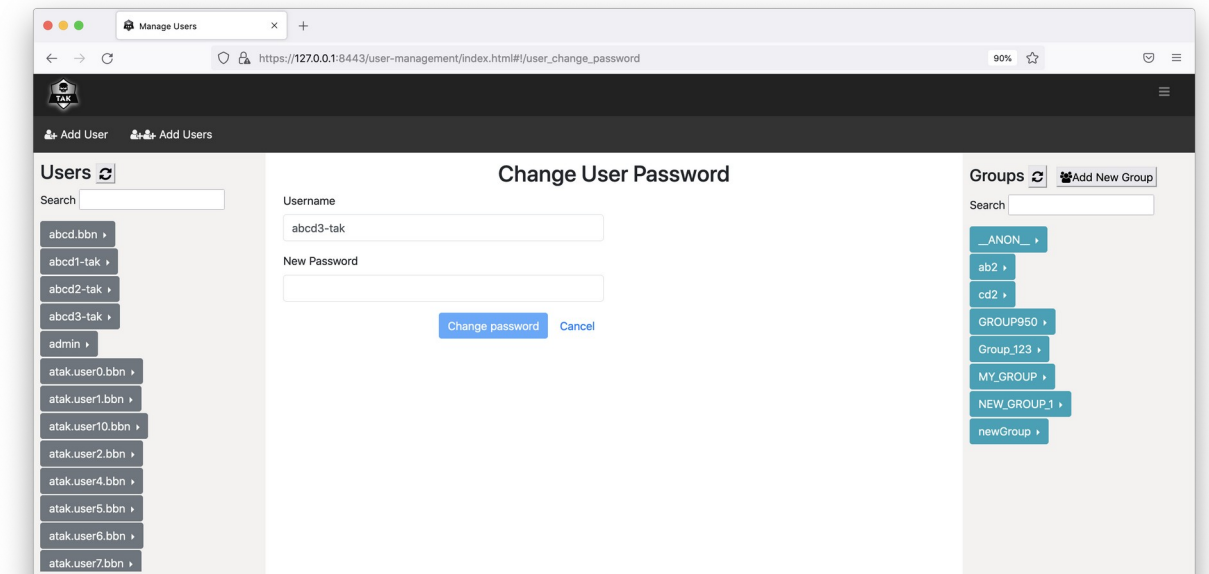 Manage Users
https://127.0.0.1:8443/user-management/index.html#!/user_change_password
90%
TAK
Add User
Add Users
Users
Search
abcd.bbn
abcd1-tak
abcd2-tak
abcd3-tak
admin
atak.user0.bbn
atak.user1.bbn
atak.user10.bbn
atak.user2.bbn
atak.user4.bbn
atak.user5.bbn
atak.user6.bbn
atak.user7.bbn
Change User Password
Username
abcd3-tak
New Password
Change password
Cancel
Groups
Add New Group
Search
__ANON__
ab2
cd2
GROUP950
Group_123
MY_GROUP
NEW_GROUP_1
newGroup